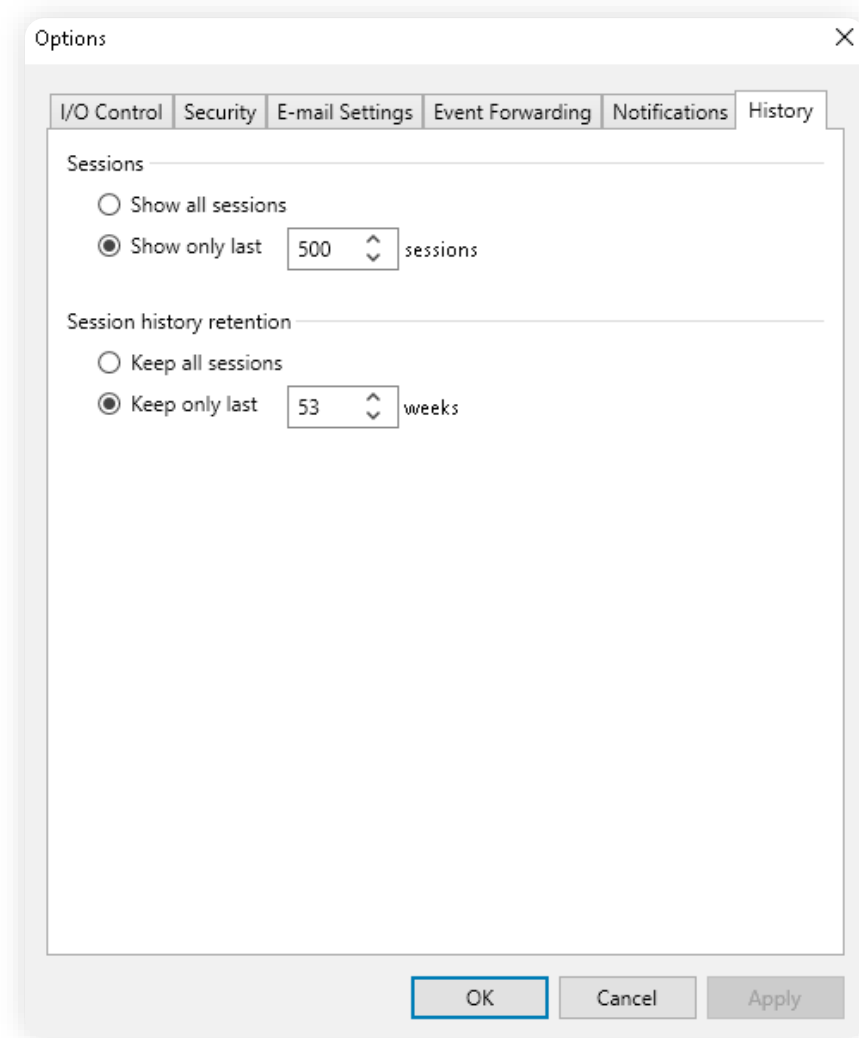 Options
I/O Control Security E-mail Settings Event Forwarding Notifications History
Sessions
Show all sessions
Show only last 500 sessions
Session history retention
Keep all sessions
Keep only last 53 weeks
OK Cancel Apply